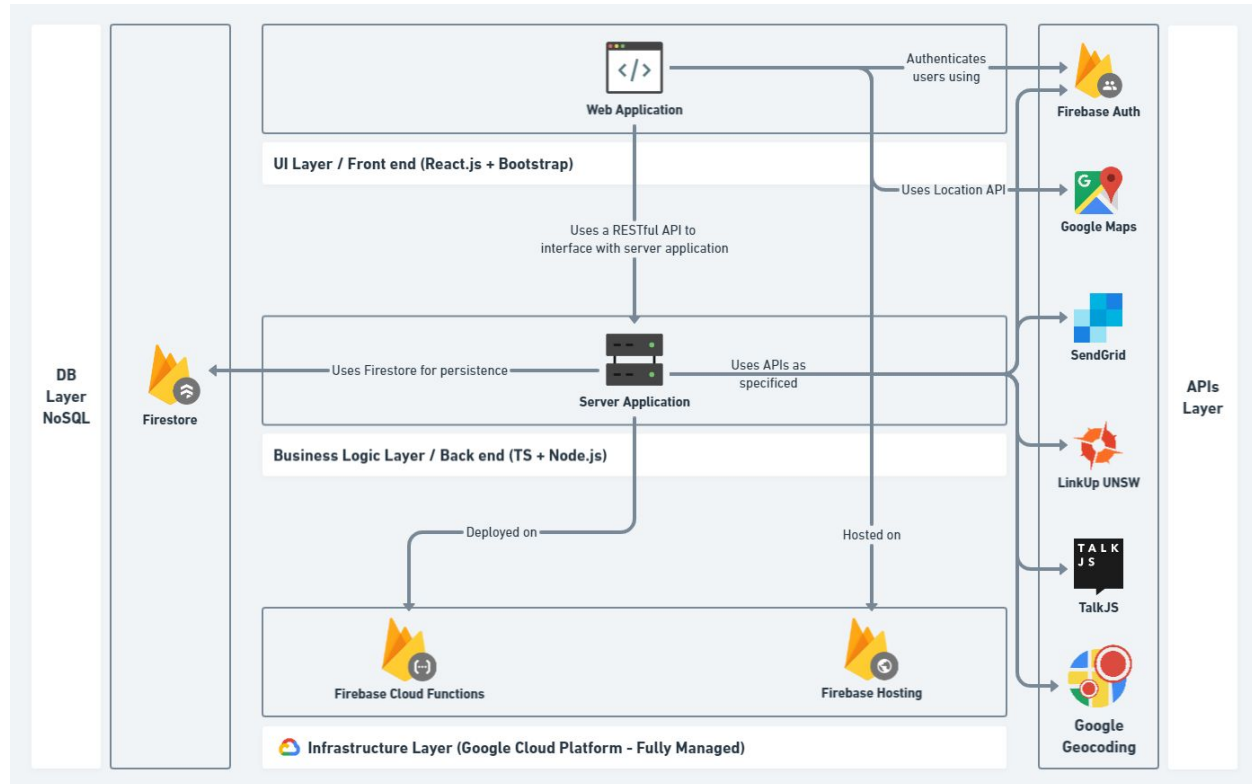 DB
Layer
NoSQL
Firestore
Web Application
UI Layer / Front end (React.js + Bootstrap)
Authenticates
users using
Firebase Auth
Uses Location API
Google Maps
Uses a RESTful API to
interface with server application
SendGrid
Uses Firestore for persistence
Server Application
Uses APIs as
specificed
APIs
Layer
Business Logic Layer / Back end (TS + Node.js)
LinkUp UNSW
Deployed on
Hosted on
TALK
JS
TalkJS
Firebase Cloud Functions
Firebase Hosting
G
Google
Geocoding
Infrastructure Layer (Google Cloud Platform - Fully Managed)